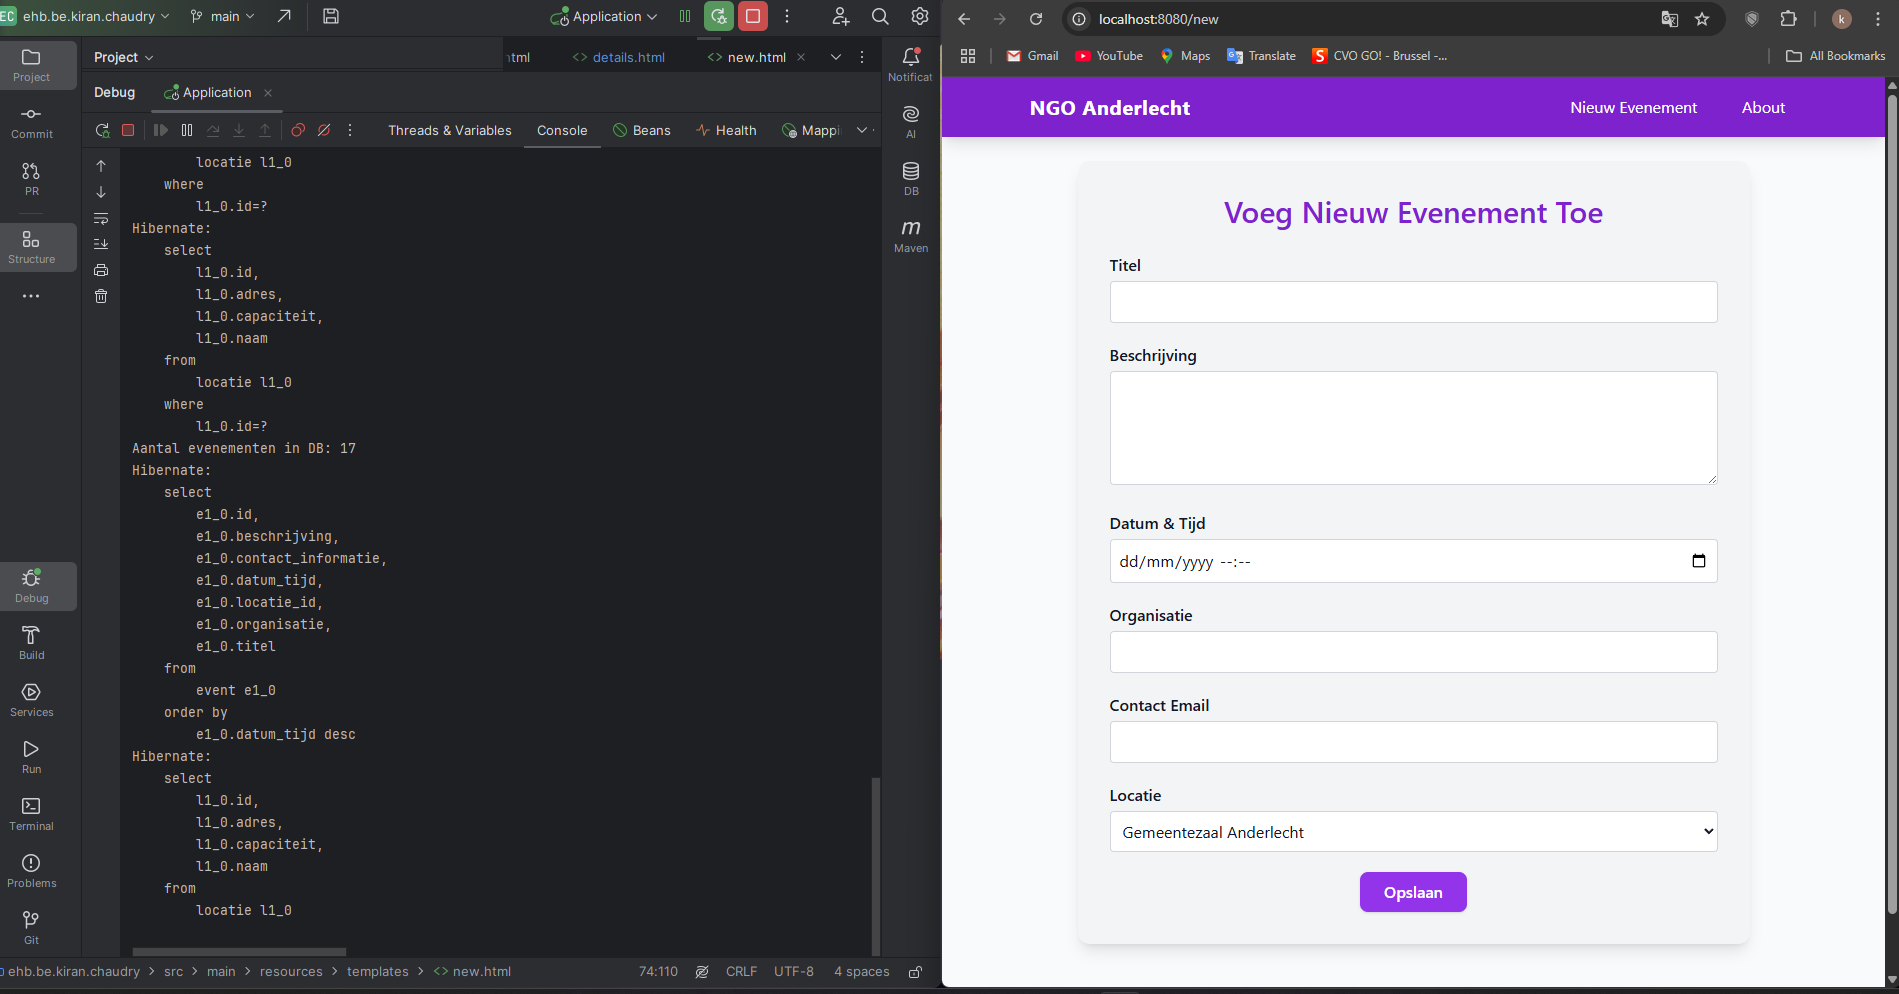 EC ehb.be.kiran.chaudry main Application
Project details.html new.html
Debug Application
Threads & Variables Console Beans Health
Project
Commit
PR
Structure
Debug
Build
Services
Run
Terminal
Problems
Git
locatie l1_0
where
l1_0.id=?
Hibernate:
select
l1_0.id,
l1_0.adres,
l1_0.capaciteit,
l1_0.naam
from
locatie l1_0
where
l1_0.id=?
Aantal evenementen in DB: 17
Hibernate:
select
e1_0.id,
e1_0.beschrijving,
e1_0.contact_informatie,
e1_0.datum_tijd,
e1_0.locatie_id,
e1_0.organisatie,
e1_0.titel
from
event e1_0
order by
e1_0.datum_tijd desc
Hibernate:
select
l1_0.id,
l1_0.adres,
l1_0.capaciteit,
l1_0.naam
from
locatie l1_0
ehb.be.kiran.chaudry > src > main > resources > templates > <> new.html 74:110 CRLF UTF-8 4 spaces
Notificat
AI
DB
m
Maven
localhost:8080/new
k
Gmail YouTube Maps Translate S CVO GO! - Brussel -... All Bookmarks
NGO Anderlecht Nieuw Evenement About
Voeg Nieuw Evenement Toe
Titel
Beschrijving
Datum & Tijd
dd/mm/yyyy --:--
Organisatie
Contact Email
Locatie
Gemeentezaal Anderlecht
Opslaan